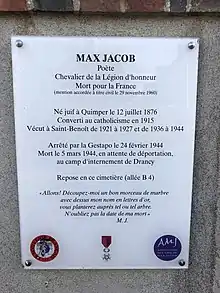 MAX JACOB
Poète
Chevalier de la Légion d'honneur
Mort pour la France
(mention accordée à titre civil le 29 novembre 1960)
Né juif à Quimper le 12 juillet 1876
Converti au catholicisme en 1915
Vécut à Saint-Benoît de 1921 à 1927 et de 1936 à 1944
Arrêté par la Gestapo le 24 février 1944
Mort le 5 mars 1944, en attente de déportation,
au camp d'internement de Drancy
Repose en ce cimetière (allée B 4)
« Allons! Découpez-moi un bon morceau de marbre
avec dessus mon nom en lettres d'or,
vous planterez auprès tel ou tel arbre.
N'oubliez pas la date de ma mort »
M. J.